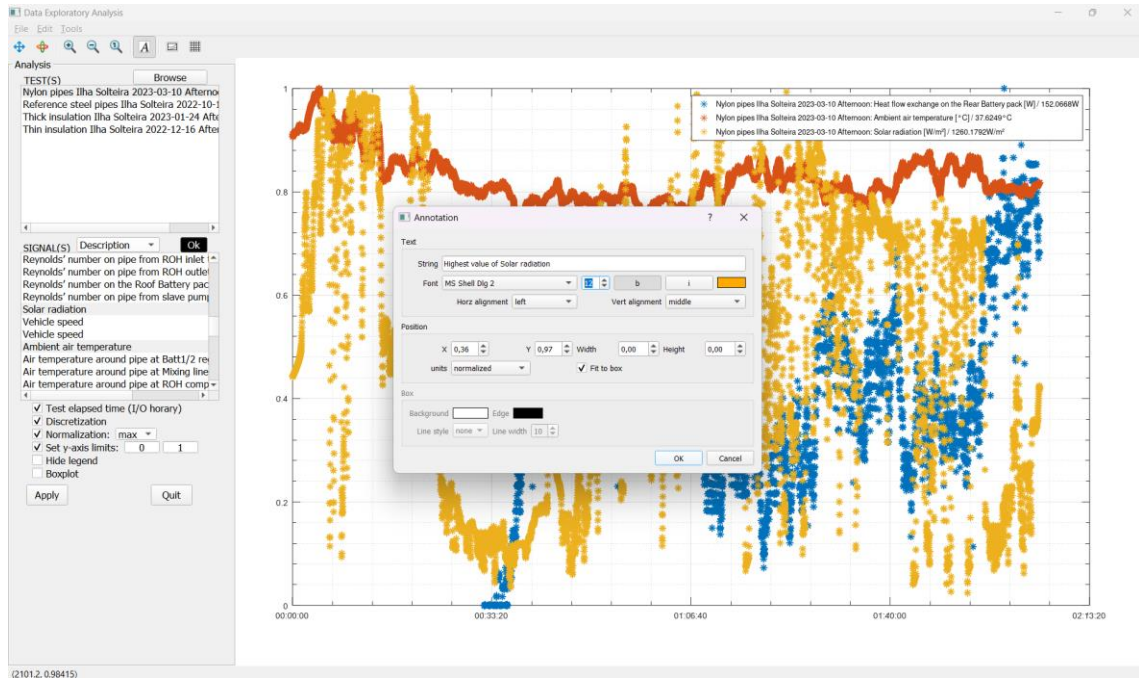 Data Exploratory Analysis
File Edit Tools
Analysis
TEST(S) Browse
Nylon pipes Ilha Solteira 2023-03-10 Afterno
Reference steel pipes Ilha Solteira 2022-10-1
Thick insulation Ilha Solteira 2023-01-24 Afte
Thin insulation Ilha Solteira 2022-12-16 After
SIGNAL(S) Description Ok
Reynolds' number on pipe from ROH inlet t
Reynolds' number on pipe from ROH outlet
Reynolds' number on the Roof Battery pac
Reynolds' number on pipe from slave pump
Solar radiation
Vehicle speed
Vehicle speed
Ambient air temperature
Air temperature around pipe at Batt1/2 re
Air temperature around pipe at Mixing line
Air temperature around pipe at ROH comp
Test elapsed time (I/O horary)
Discretization
Normalization: max
Set y-axis limits: 0 1
Hide legend
Boxplot
Apply Quit
(2101.2, 0.98415)
Nylon pipes Ilha Solteira 2023-03-10 Afternoon: Heat flow exchange on the Rear Battery pack [W] / 152.0668W
Nylon pipes Ilha Solteira 2023-03-10 Afternoon: Ambient air temperature [°C] / 37.6249°C
Nylon pipes Ilha Solteira 2023-03-10 Afternoon: Solar radiation [W/m²] / 1260.1792W/m²
1
0.8
0.6
0.4
0.2
0
00:00:00 00:33:20 01:06:40 01:40:00 02:13:20
Annotation ? X
Text
String Highest value of Solar radiation
Font MS Shell Dlg 2 12 b i
Horz alignment left Vert alignment middle
Position
X 0,36 Y 0,97 Width 0,00 Height 0,00
units normalized Fit to box
Box
Background Edge
Line style none Line width 10
OK Cancel